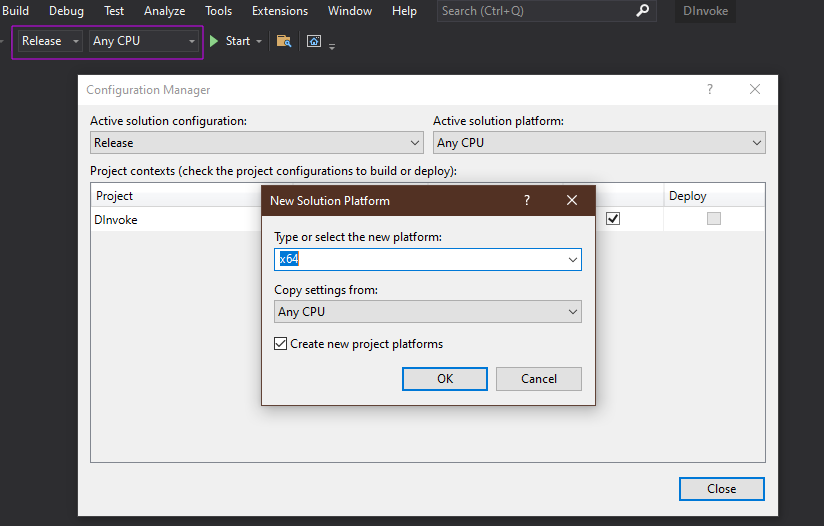 Build Debug Test Analyze Tools Extensions Window Help Search (Ctrl+Q) DInvoke
Release Any CPU Start
Configuration Manager ?
Active solution configuration: Active solution platform:
Release Any CPU
Project contexts (check the project configurations to build or deploy):
Project Deploy
DInvoke
New Solution Platform ?
Type or select the new platform:
x64
Copy settings from:
Any CPU
Create new project platforms
OK Cancel
Close